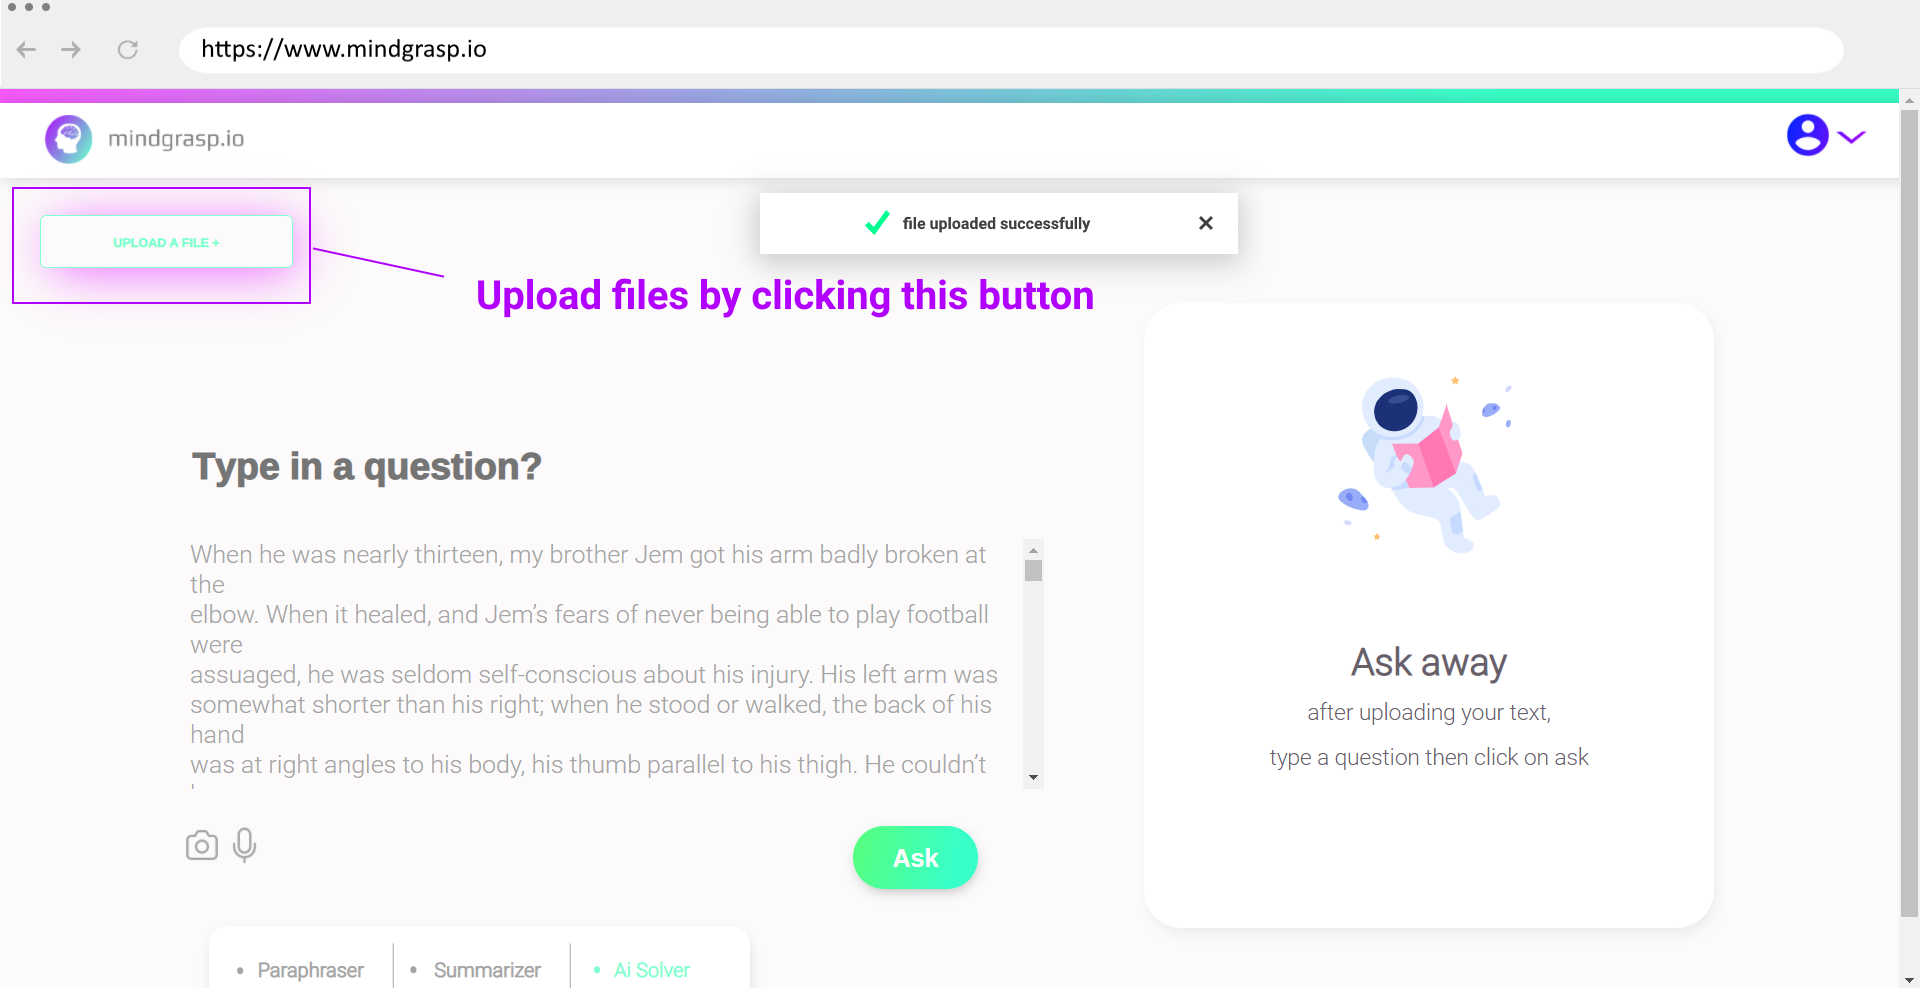 https://www.mindgrasp.io
mindgrasp.io
UPLOAD A FILE +
file uploaded successfully
Upload files by clicking this button
Type in a question?
When he was nearly thirteen, my brother Jem got his arm badly broken at
the
elbow. When it healed, and Jem’s fears of never being able to play football
were
assuaged, he was seldom self-conscious about his injury. His left arm was
somewhat shorter than his right; when he stood or walked, the back of his
hand
was at right angles to his body, his thumb parallel to his thigh. He couldn’t
Ask
Ask away
after uploading your text,
type a question then click on ask
• Paraphraser
• Summarizer
• Ai Solver